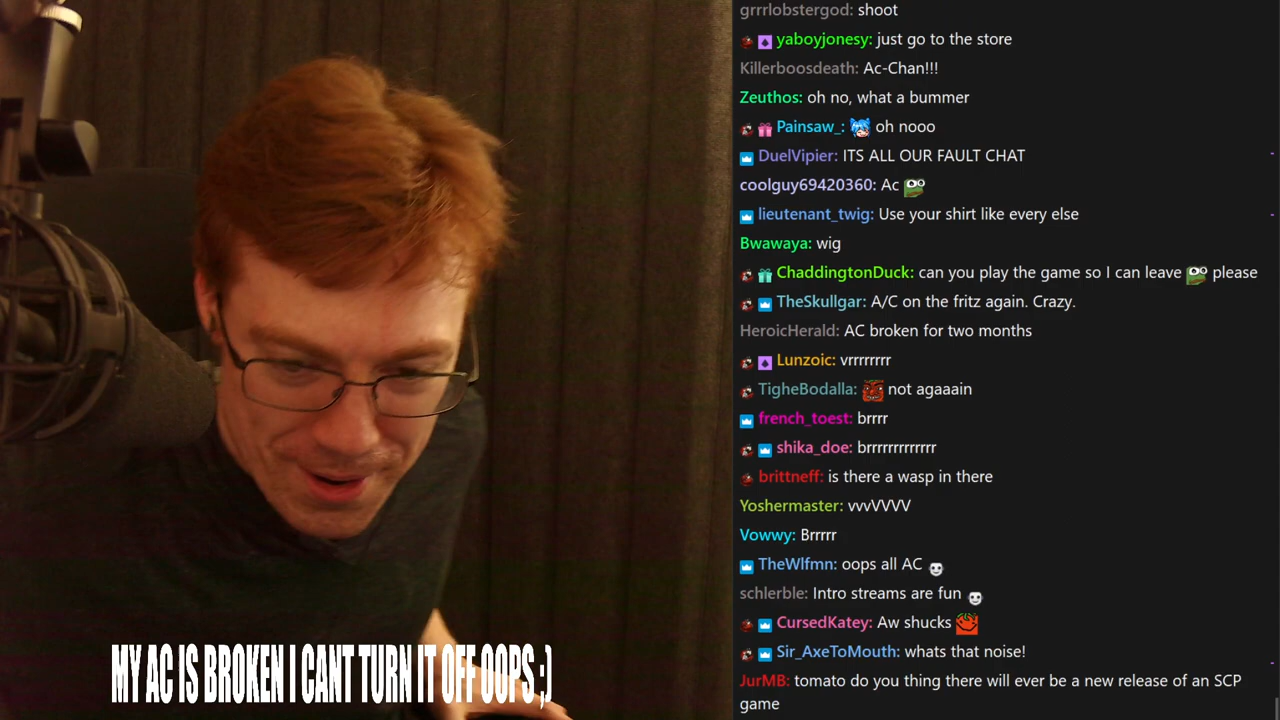 grrrlobstergod: shoot
yaboyjonesy: just go to the store
Killerboosdeath: Ac-Chan!!!
Zeuthos: oh no, what a bummer
Painsaw_: oh nooo
DuelVipier: ITS ALL OUR FAULT CHAT
coolguy69420360: Ac
lieutenant_twig: Use your shirt like every else
Bwawaya: wig
ChaddingtonDuck: can you play the game so I can leave please
TheSkullgar: A/C on the fritz again. Crazy.
HeroicHerald: AC broken for two months
Lunzoic: vrrrrrrrr
TigheBodalla: not agaaain
french_toest: brrrr
shika_doe: brrrrrrrrrrrr
brittneff: is there a wasp in there
Yoshermaster: vvvVVVV
Vowwy: Brrrrr
TheWlfmn: oops all AC
schlerble: Intro streams are fun
CursedKatey: Aw shucks
Sir_AxeToMouth: whats that noise!
JurMB: tomato do you thing there will ever be a new release of an SCP
game
MY AC IS BROKEN I CANT TURN IT OFF OOPS ;)